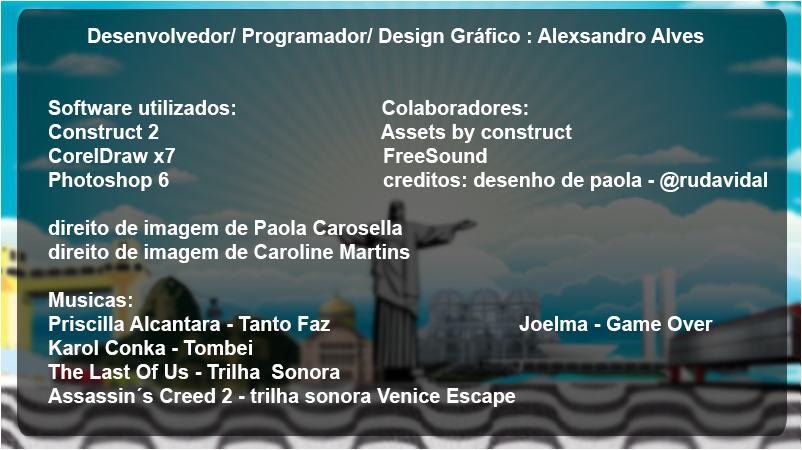 Desenvolvedor/ Programador/ Design Gráfico : Alexsandro Alves
Software utilizados:
Construct 2
CorelDraw x7
Photoshop 6
Colaboradores:
Assets by construct
FreeSound
creditos: desenho de paola - @rudavidal
direito de imagem de Paola Carosella
direito de imagem de Caroline Martins
Musicas:
Priscilla Alcantara - Tanto Faz
Karol Conka - Tombei
The Last Of Us - Trilha  Sonora
Assassin´s Creed 2 - trilha sonora Venice Escape
Joelma - Game Over